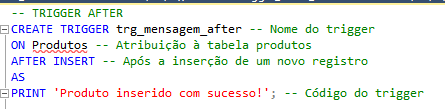 -- TRIGGER AFTER
CREATE TRIGGER trg_mensagem_after -- Nome do trigger
ON Produtos -- Atribuição à tabela produtos
AFTER INSERT -- Após a inserção de um novo registro
AS
PRINT 'Produto inserido com sucesso!'; -- Código do trigger